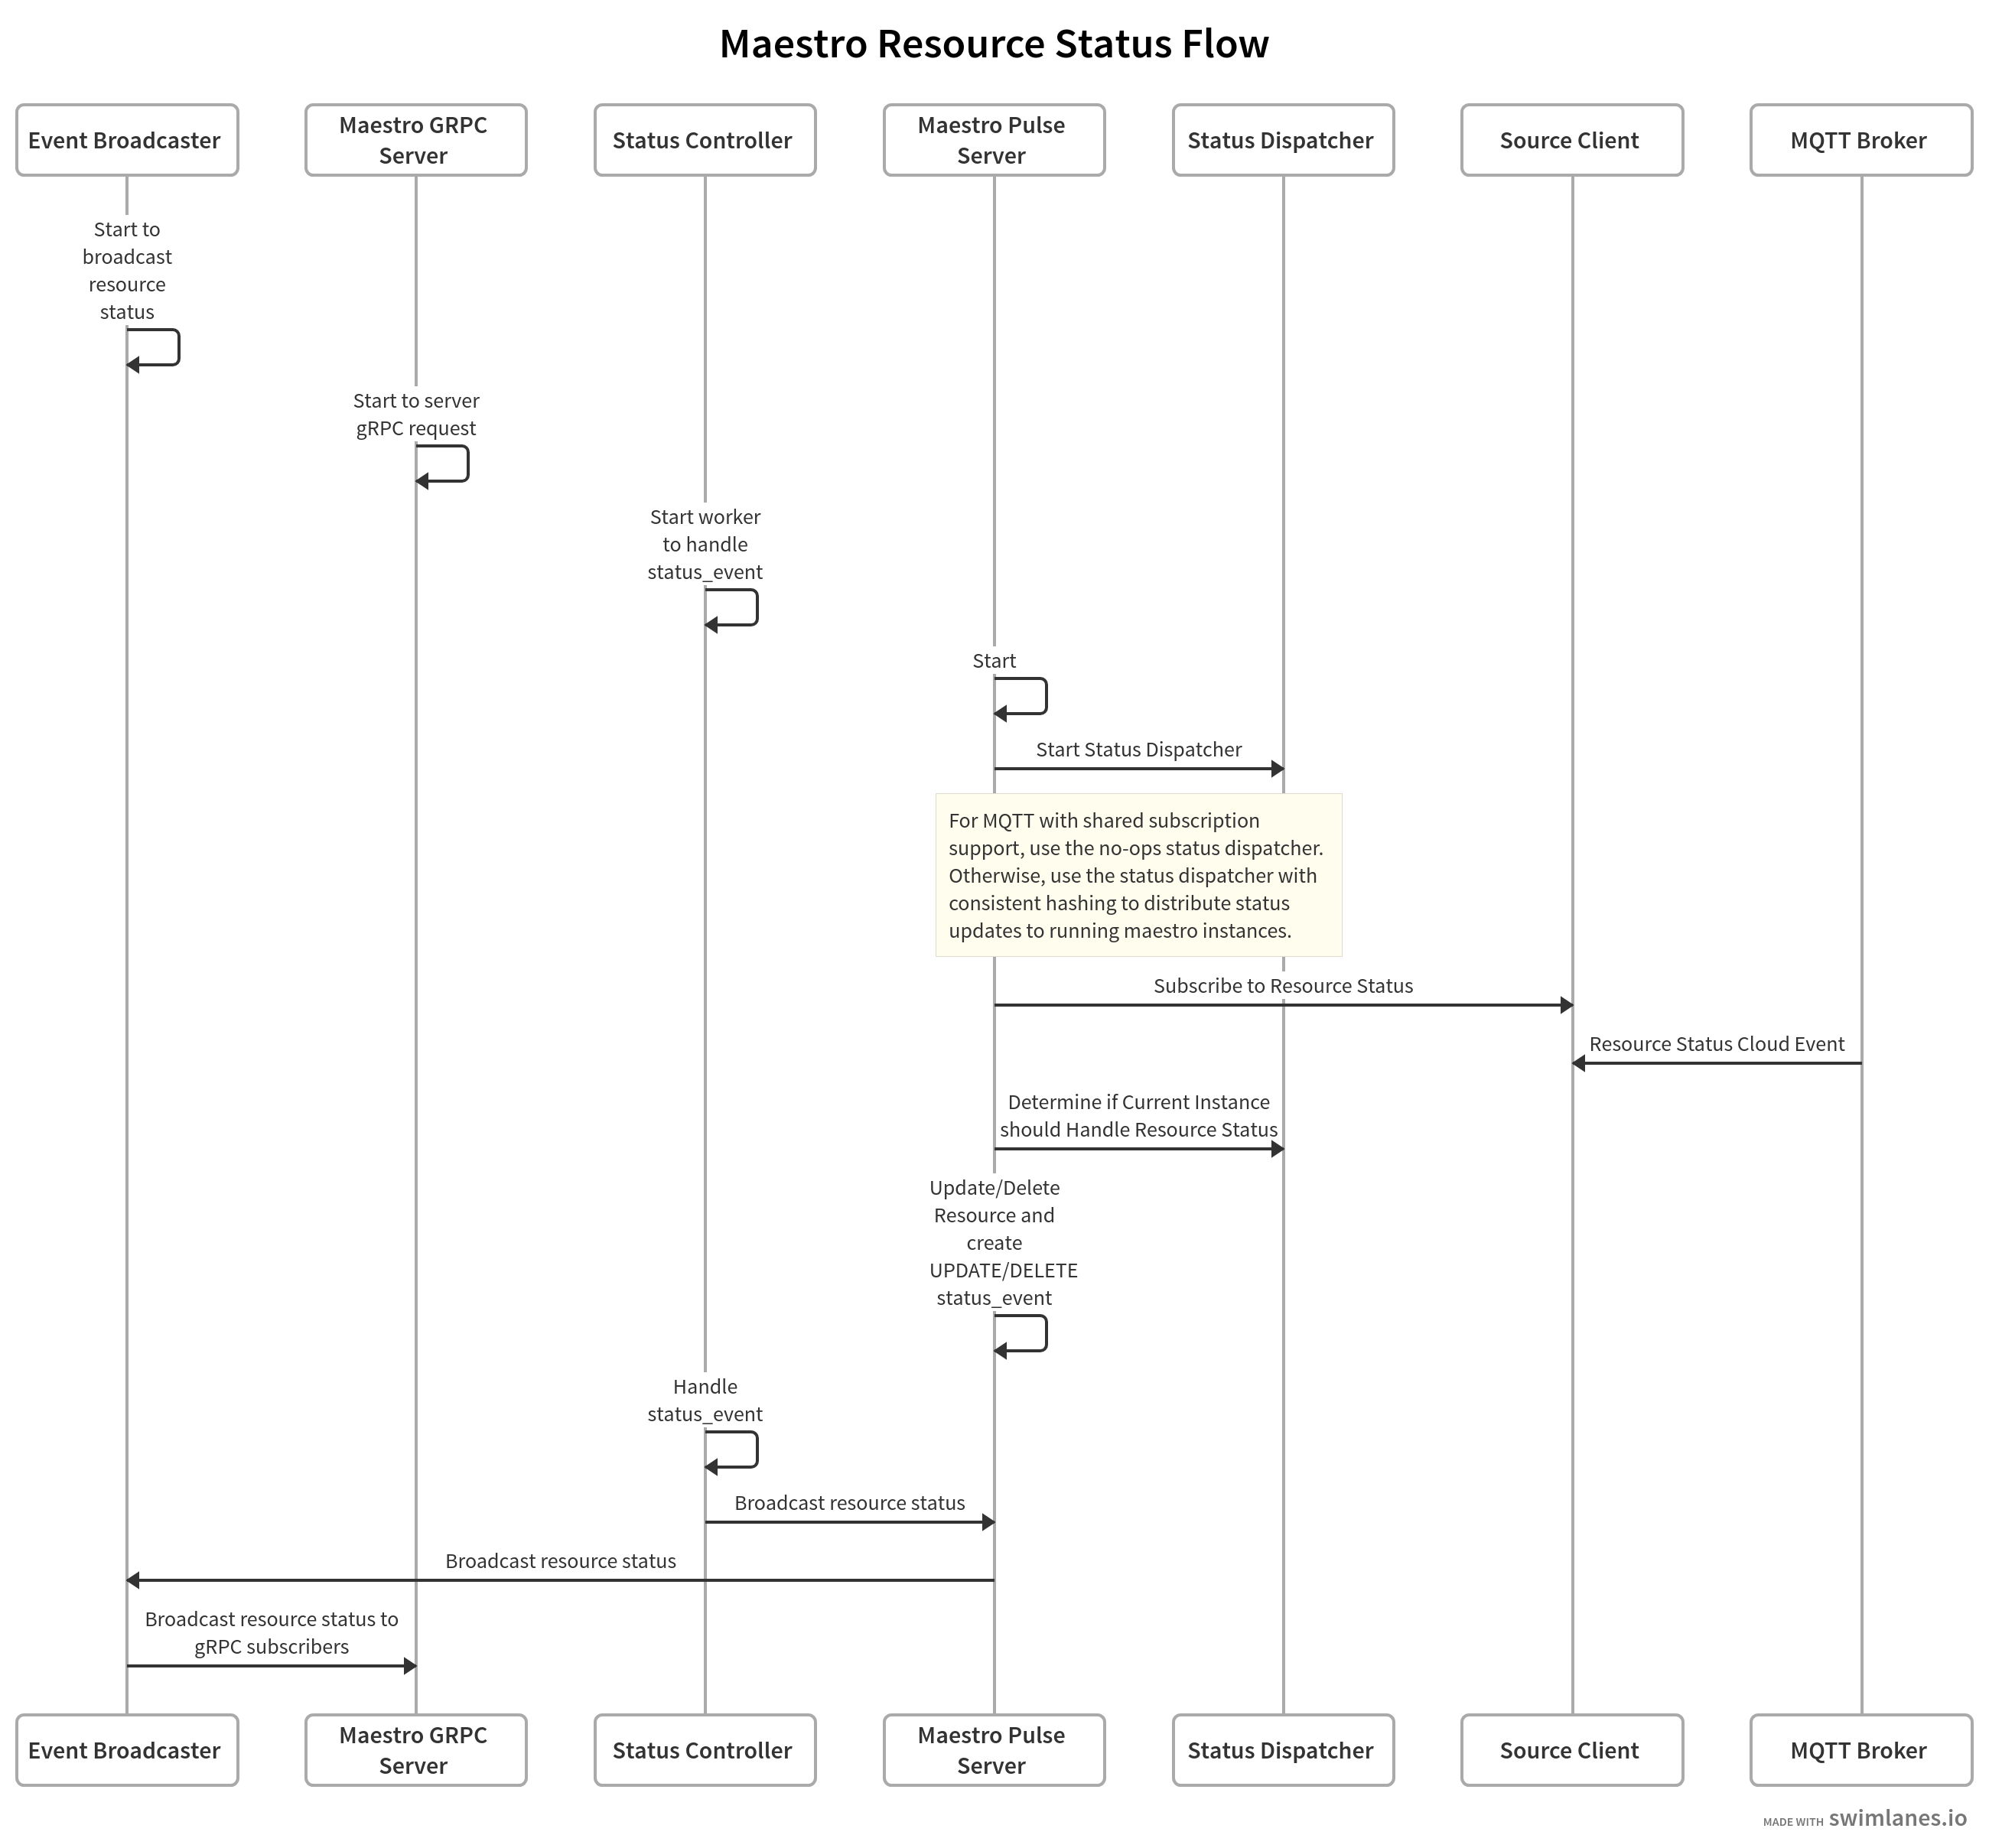 Maestro Resource Status Flow
Event Broadcaster
Maestro GRPC
Server
Status Controller
Maestro Pulse
Server
Status Dispatcher
Source Client
MQTT Broker
Start to
broadcast
resource
status
Start to server
gRPC request
Start worker
to handle
status_event
Start
Start Status Dispatcher
For MQTT with shared subscription
support, use the no-ops status dispatcher.
Otherwise, use the status dispatcher with
consistent hashing to distribute status
updates to running maestro instances.
Subscribe to Resource Status
Resource Status Cloud Event
Determine if Current Instance
should Handle Resource Status
Update/Delete
Resource and
create
UPDATE/DELETE
status_event
Handle
status_event
Broadcast resource status
Broadcast resource status
Broadcast resource status to
gRPC subscribers
Event Broadcaster
Maestro GRPC
Server
Status Controller
Maestro Pulse
Server
Status Dispatcher
Source Client
MQTT Broker
MADE WITH swimlanes.io